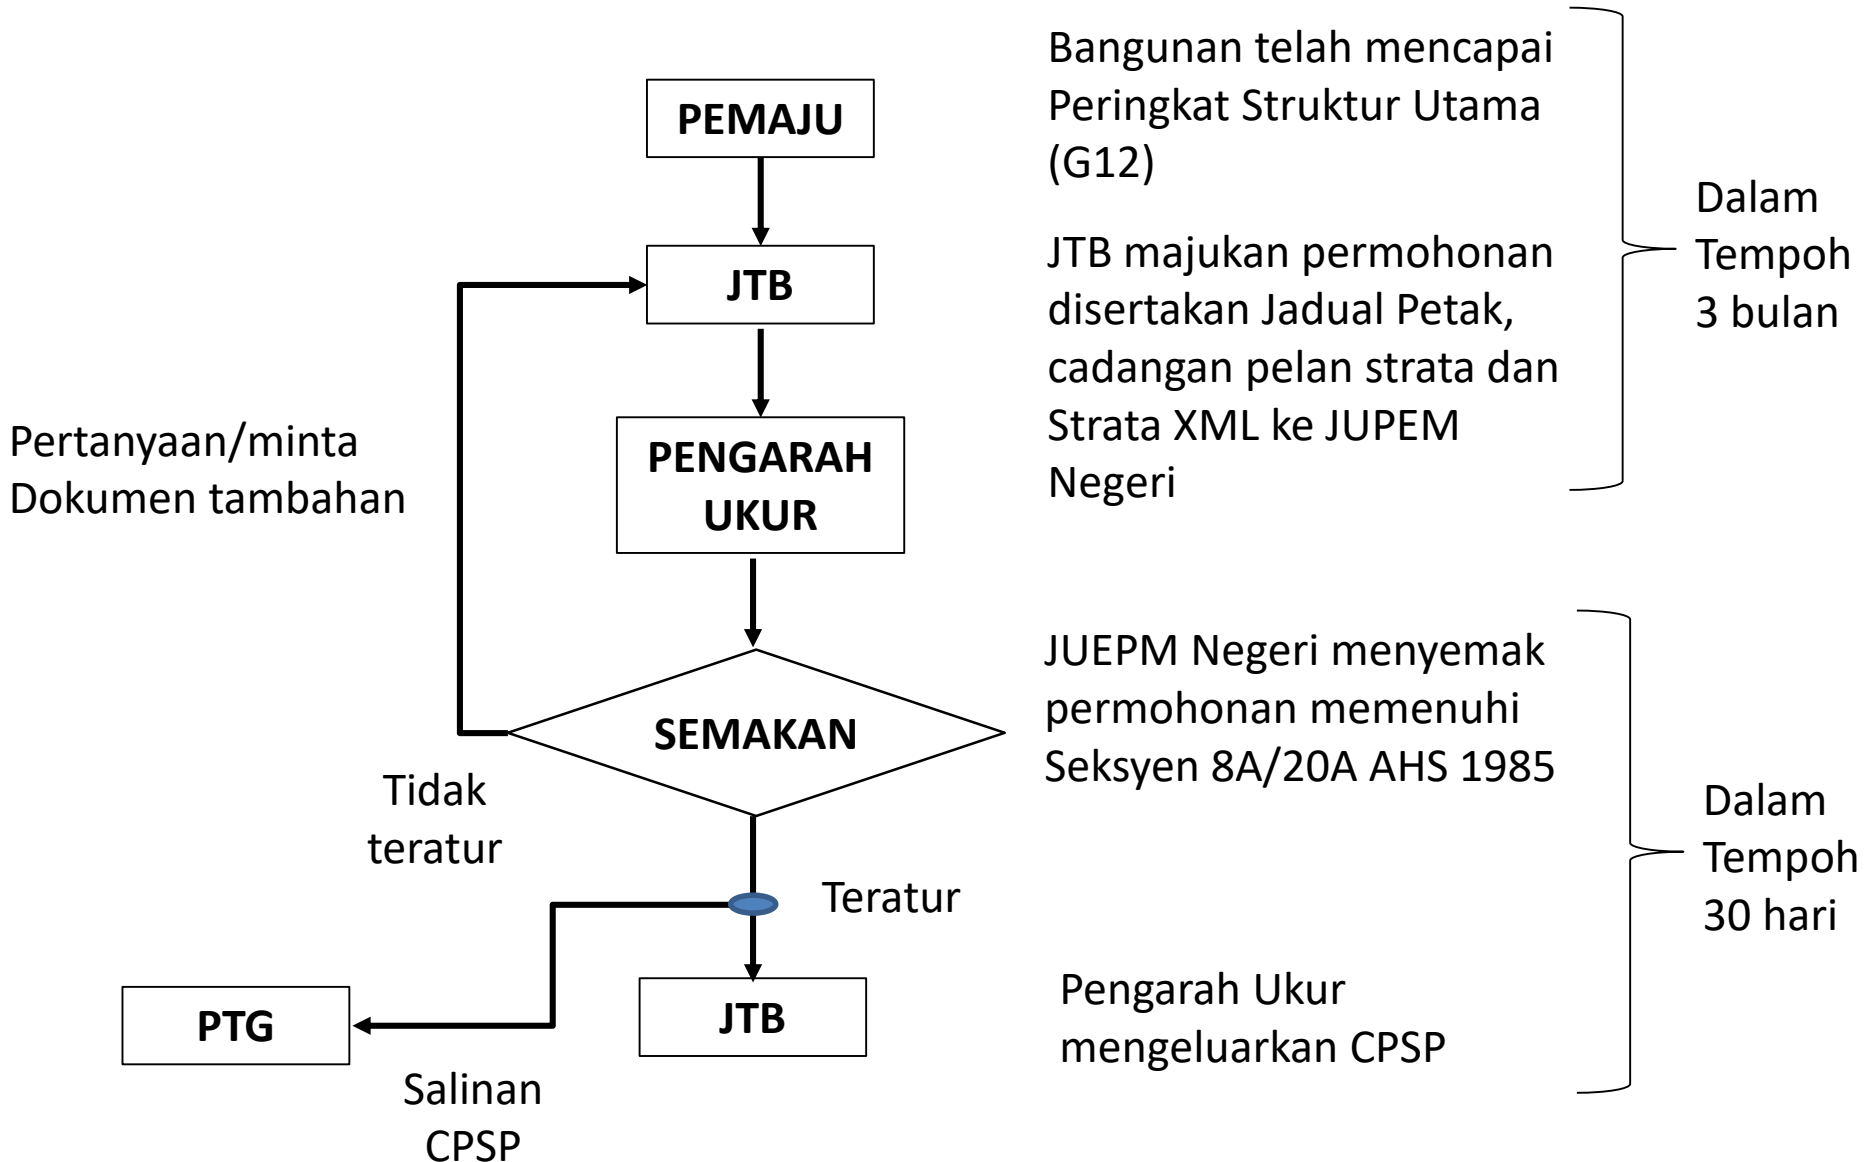 PEMAJU
Bangunan telah mencapai
Peringkat Struktur Utama
(G12)
JTB
JTB majukan permohonan
disertakan Jadual Petak,
cadangan pelan strata dan
Strata XML ke JUPEM
Negeri
Dalam
Tempoh
3 bulan
Pertanyaan/minta
Dokumen tambahan
PENGARAH
UKUR
SEMAKAN
JUEPM Negeri menyemak
permohonan memenuhi
Seksyen 8A/20A AHS 1985
Tidak
teratur
Teratur
Dalam
Tempoh
30 hari
PTG
JTB
Pengarah Ukur
mengeluarkan CPSP
Salinan
CPSP